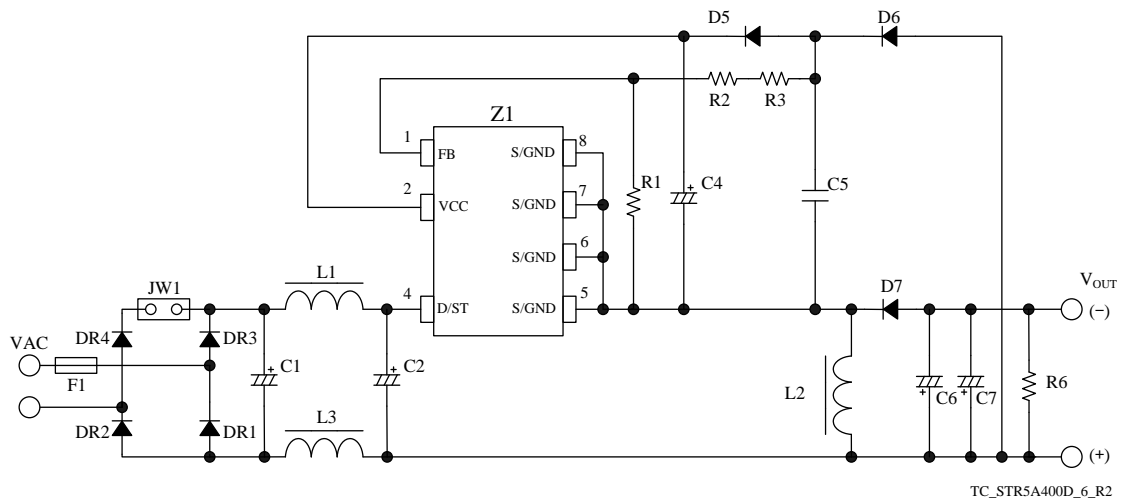 D5
D6
R2
R3
Z1
1
FB
S/GND
8
2
VCC
S/GND
7
R1
C4
C5
S/GND
6
L1
JW1
4
D/ST
S/GND
5
D7
VOUT
(−)
DR4
DR3
VAC
F1
C1
C2
L2
C6
C7
R6
DR2
DR1
L3
(+)
TC_STR5A400D_6_R2